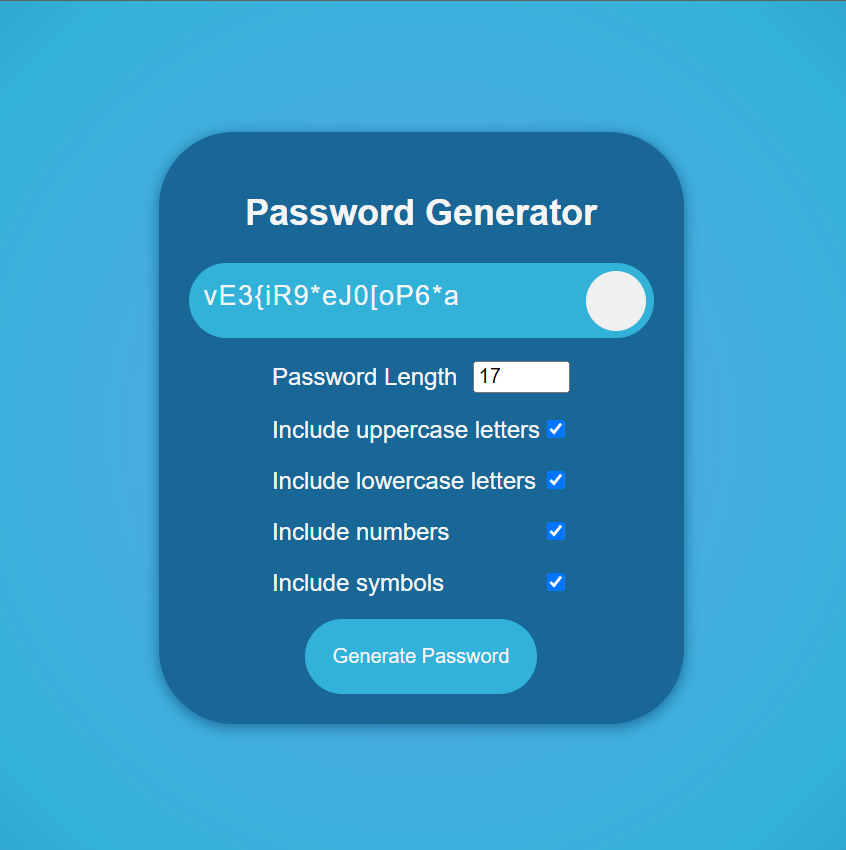 Password Generator
vE3{iR9*eJ0[oP6*a
Password Length 17
Include uppercase letters
Include lowercase letters
Include numbers
Include symbols
Generate Password